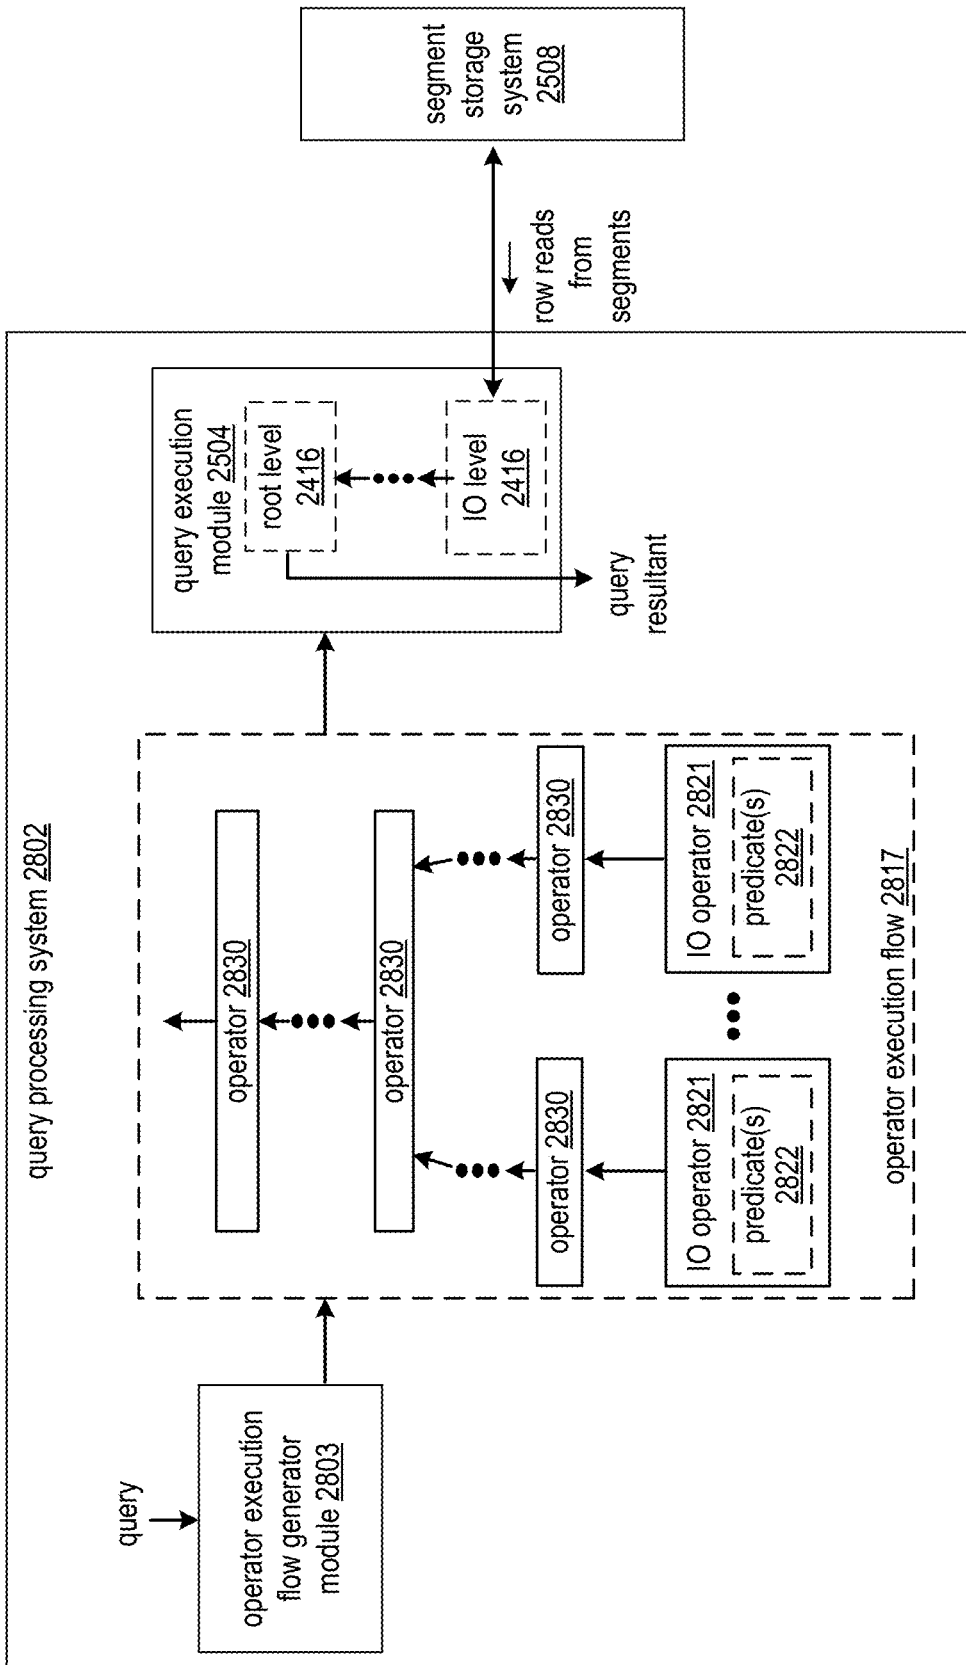 query processing system 2802
query
operator execution
flow generator
module 2803
operator 2830
operator 2830
operator 2830
operator 2830
IO operator 2821
predicate(s)
2822
IO operator 2821
predicate(s)
2822
operator execution flow 2817
query execution
module 2504
root level
2416
IO level
2416
query
resultant
row reads
from
segments
segment
storage
system
2508